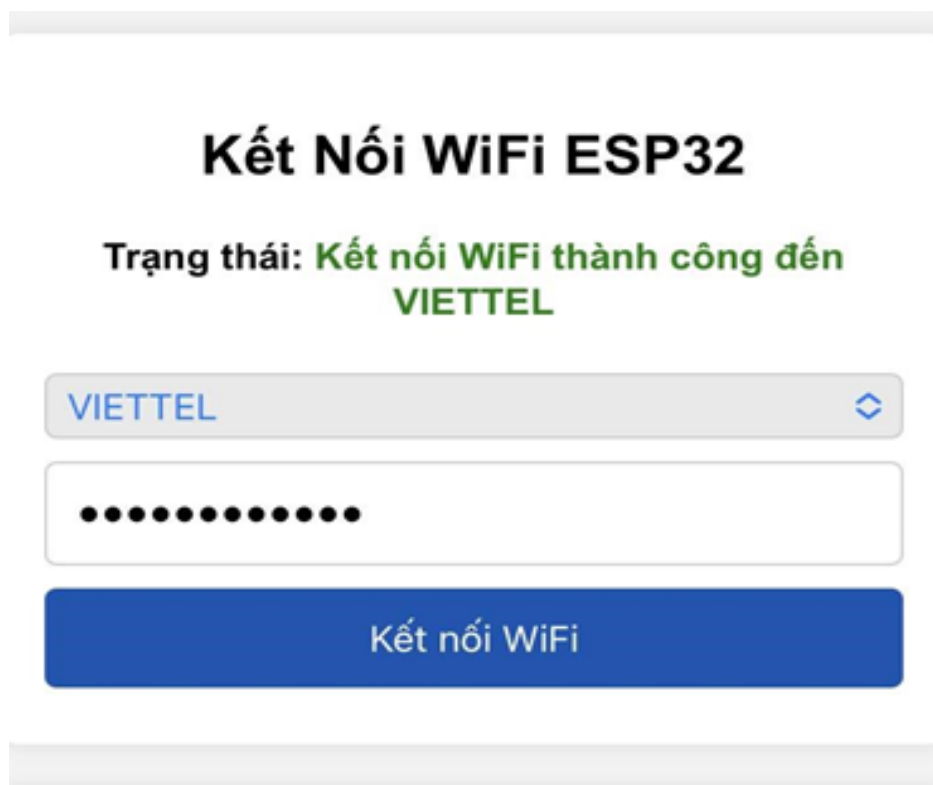 Kết Nối WiFi ESP32
Trạng thái: Kết nối WiFi thành công đến
VIETTEL
VIETTEL
••••••••••••
Kết nối WiFi